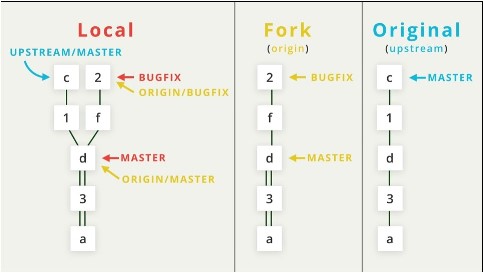 Local
UPSTREAM/MASTER
c 2
BUGFIX
ORIGIN/BUGFIX
1 f
d
MASTER
ORIGIN/MASTER
3
a
Fork
(origin)
2
BUGFIX
f
d
MASTER
3
a
Original
(upstream)
c
MASTER
1
d
3
a